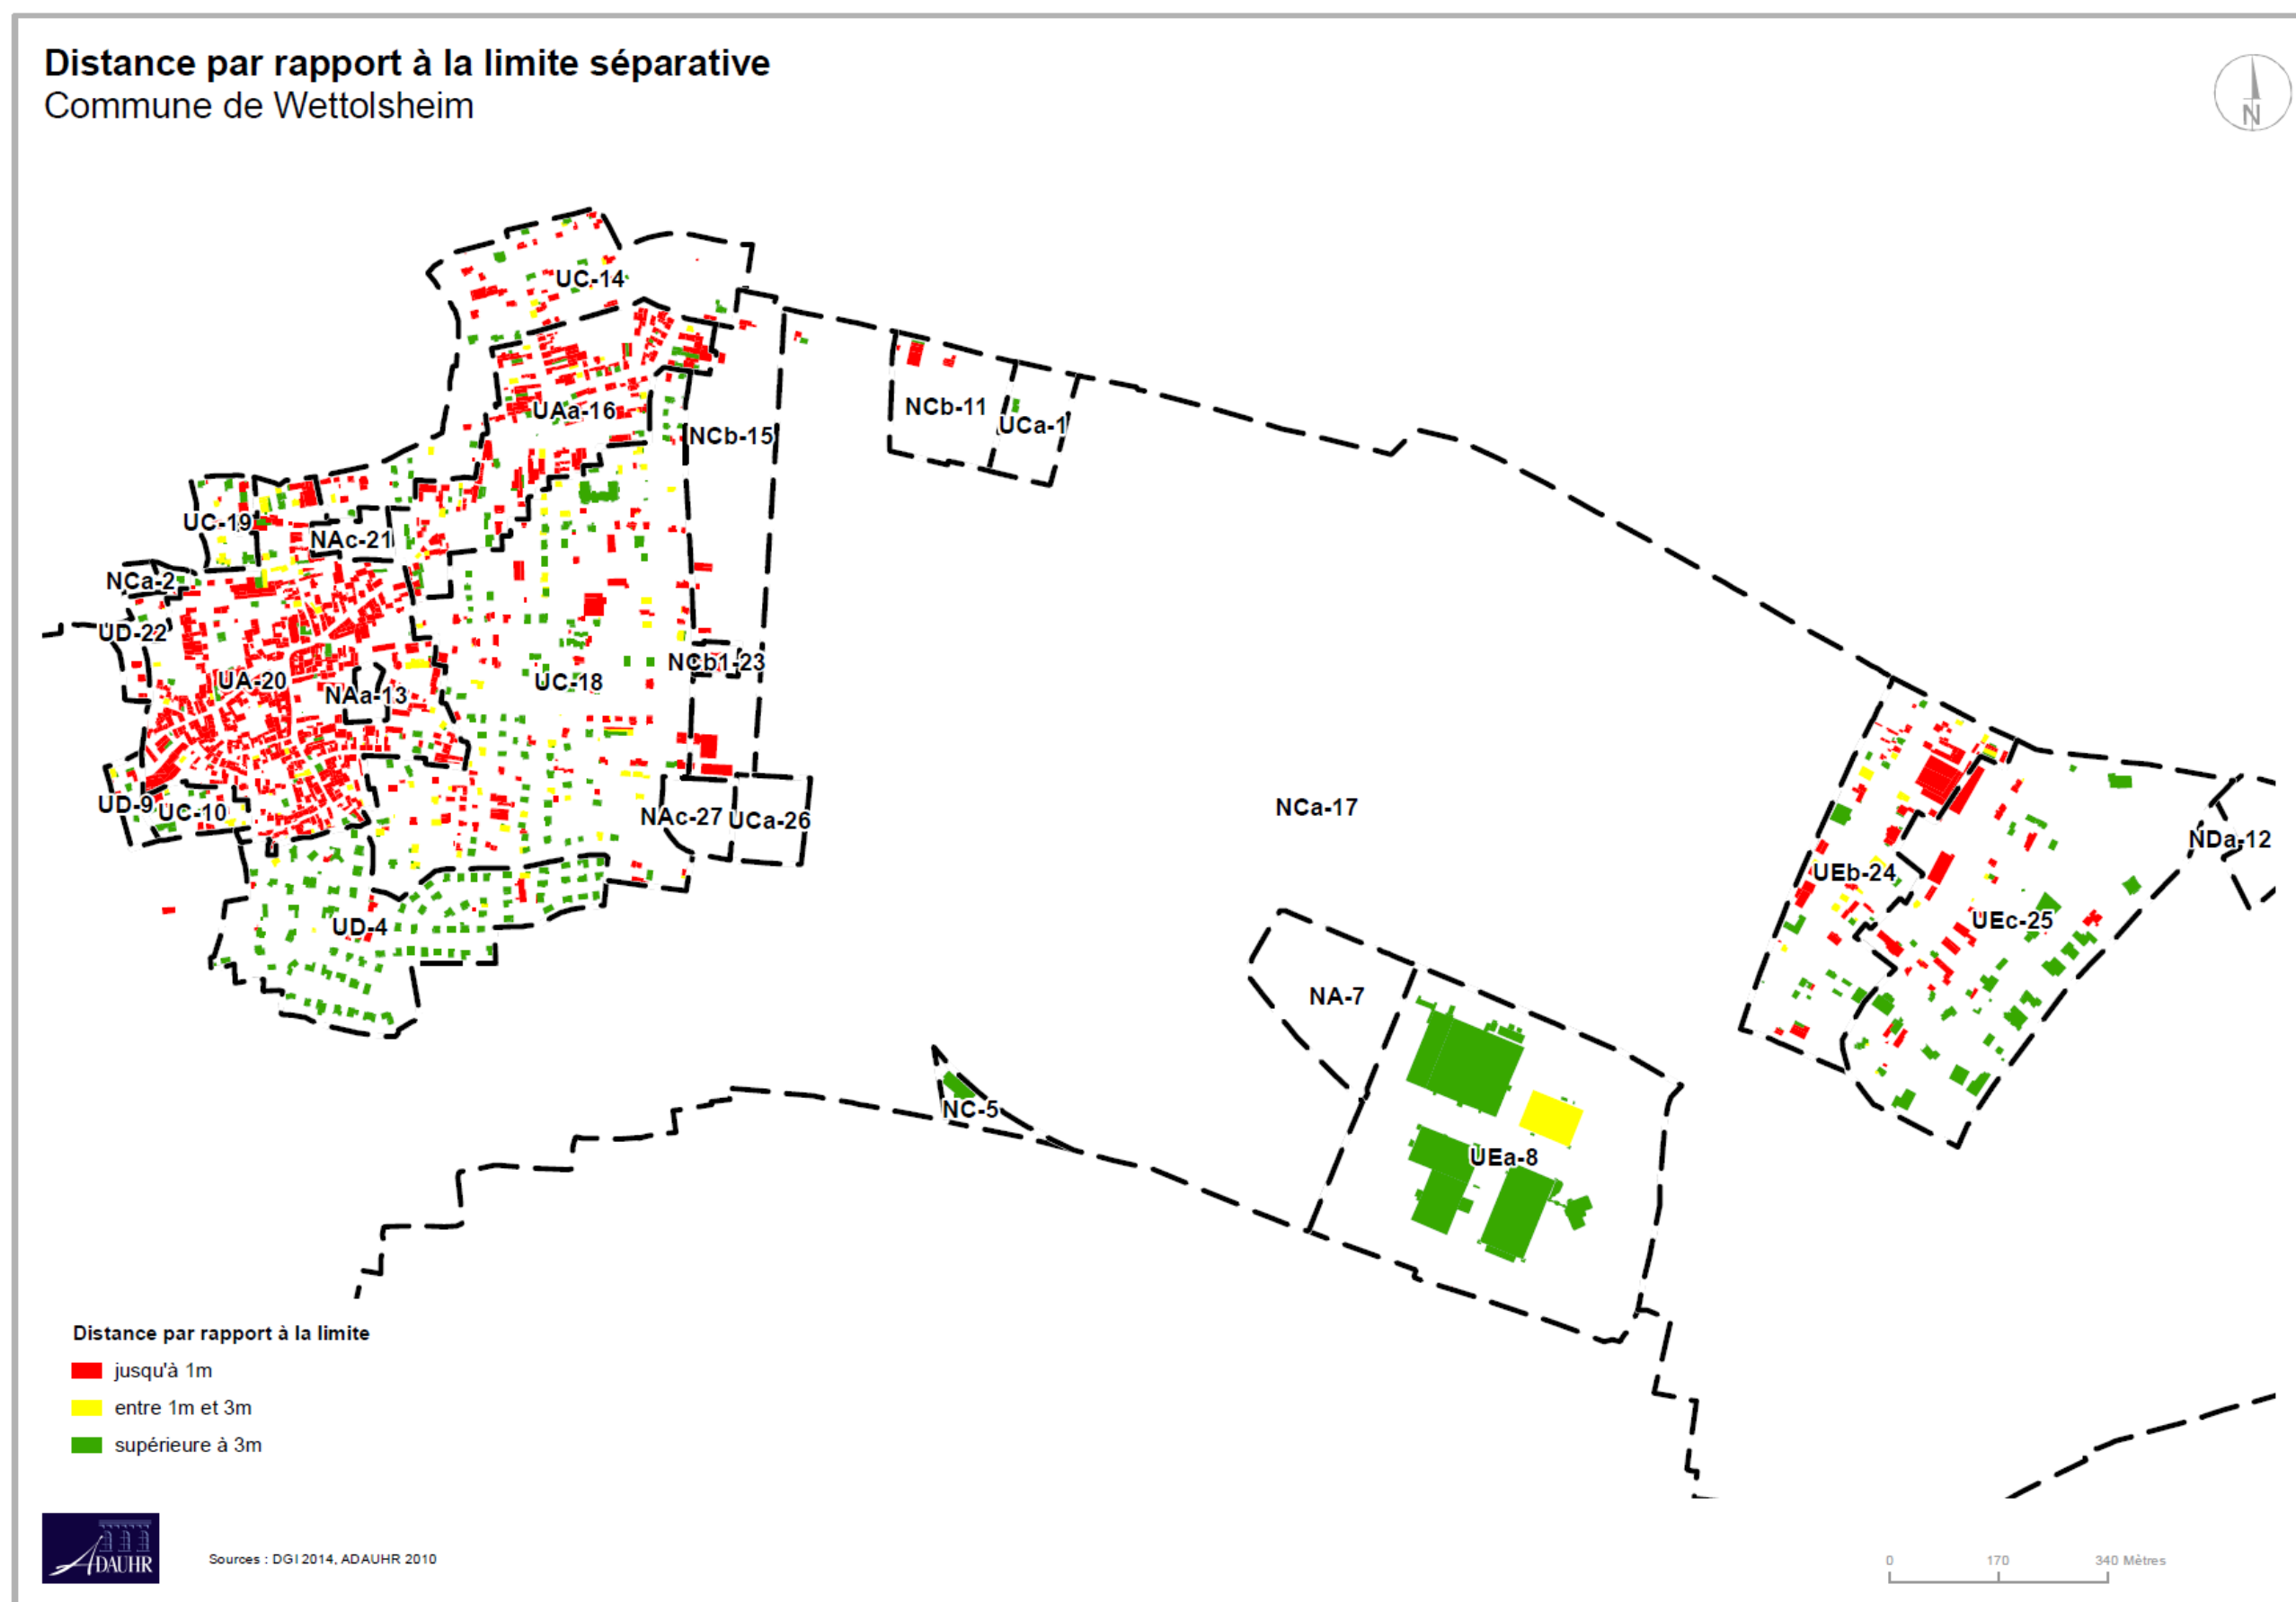 Distance par rapport à la limite séparative
Commune de Wettolsheim
N
UC-14
UAa-16
NCb-11
UCa-1
NCb-15
UC-19
NAc-21
NCa-2
UD-22
NCb1-23
UA-20
NAa-13
UC-18
UD-9
UC-10
NAc-27
UCa-26
NCa-17
NDa-12
UEb-24
UEc-25
UD-4
NA-7
NC-5
UEa-8
Distance par rapport à la limite
jusqu'à 1m
entre 1m et 3m
supérieure à 3m
ADAUHR
Sources : DGI 2014, ADAUHR 2010
0 170 340 Mètres